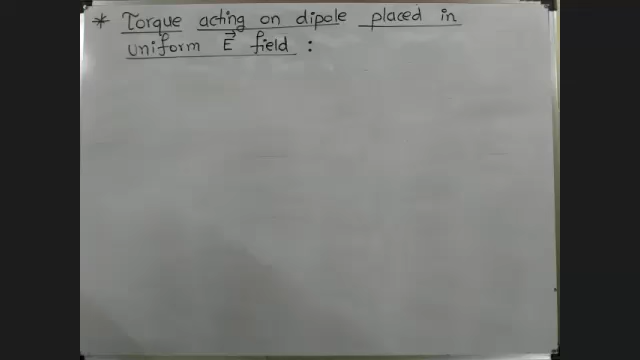 * Torque acting on dipole placed in
uniform E⃗ field :